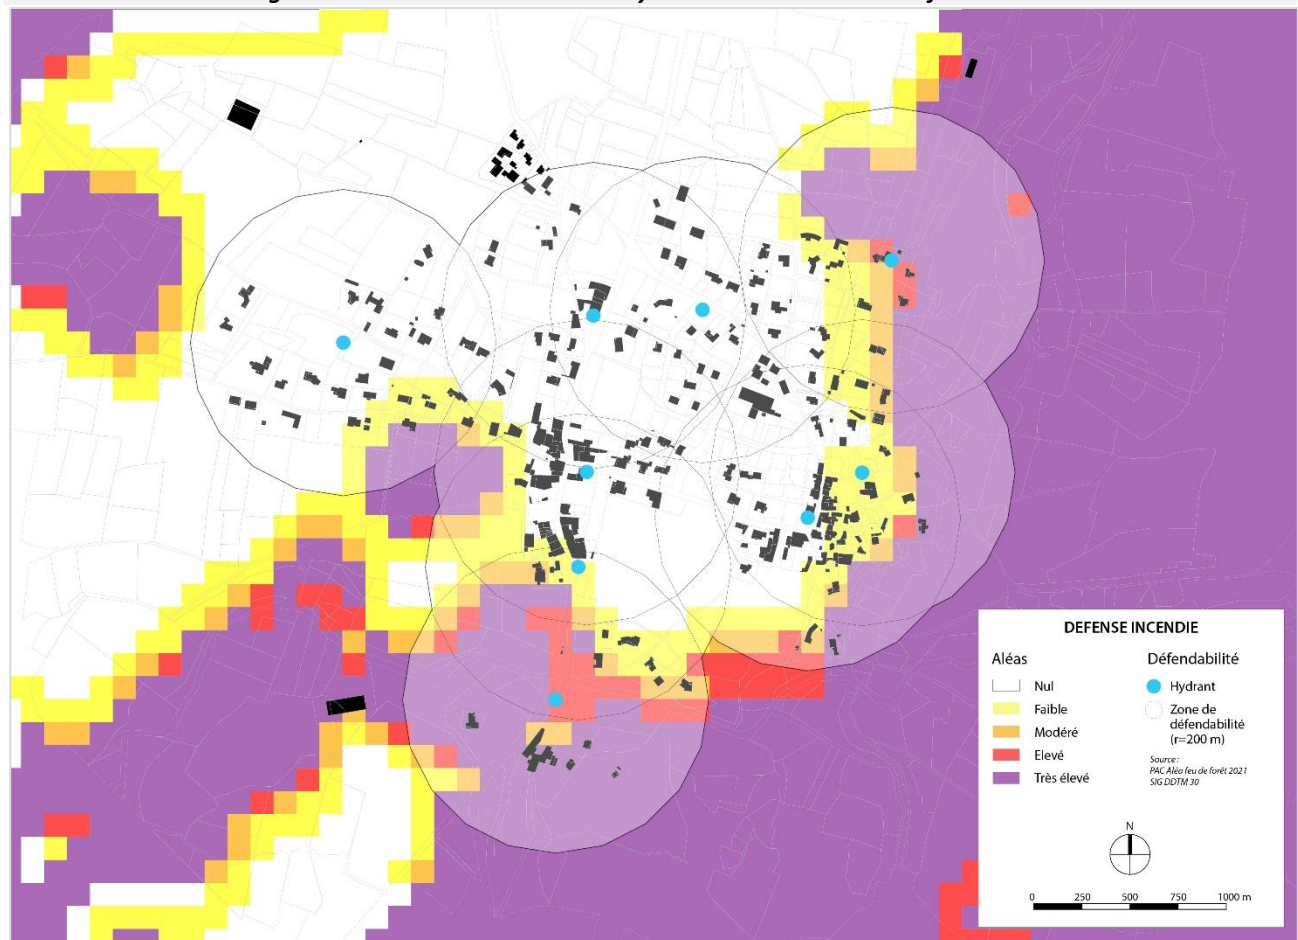 DEFENSE INCENDIE
Aléas
Nul
Faible
Modéré
Elevé
Très élevé
Défendabilité
Hydrant
Zone de
défendabilité
(r=200 m)
Source :
PAC Aléa feu de forêt 2021
SIG DDTM 30
N
0 250 500 750 1000 m